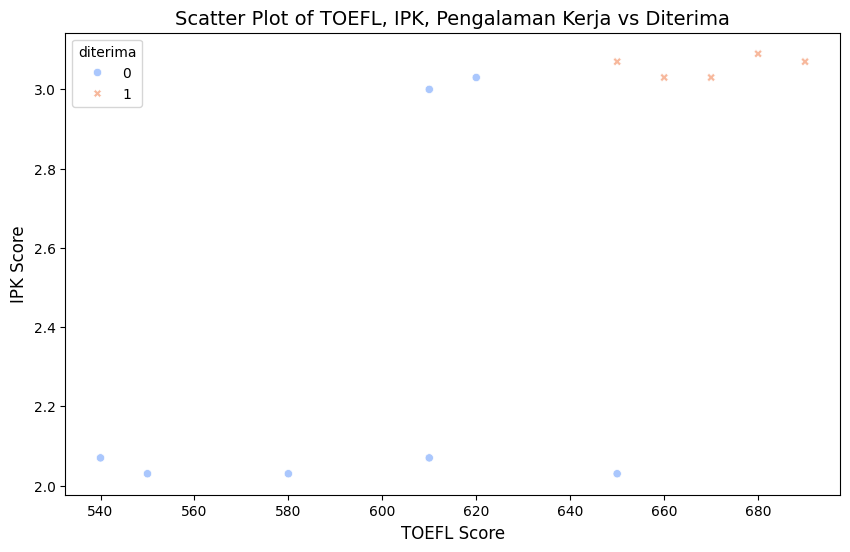 Scatter Plot of TOEFL, IPK, Pengalaman Kerja vs Diterima
diterima
0
1
IPK Score
3.0
2.8
2.6
2.4
2.2
2.0
540 560 580 600 620 640 660 680
TOEFL Score